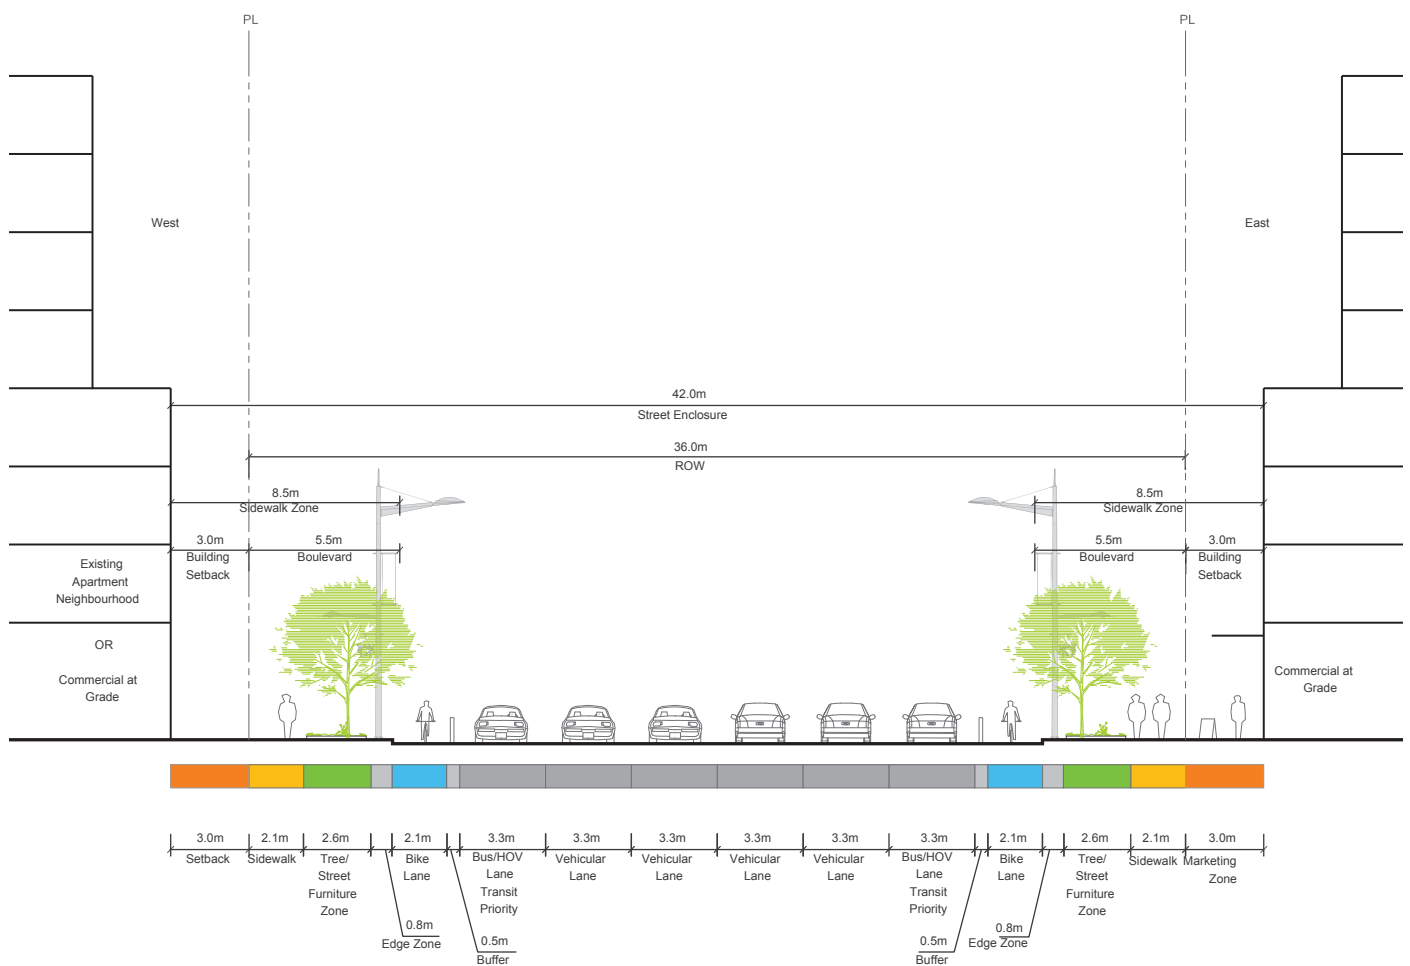 PL
PL
West
East
42.0m
Street Enclosure
36.0m
ROW
8.5m
Sidewalk Zone
8.5m
Sidewalk Zone
3.0m
Building
Setback
5.5m
Boulevard
5.5m
Boulevard
3.0m
Building
Setback
Existing
Apartment
Neighbourhood
OR
Commercial at
Grade
Commercial at
Grade
3.0m
Setback
2.1m
Sidewalk
2.6m
Tree/
Street
Furniture
Zone
2.1m
Bike
Lane
3.3m
Bus/HOV
Lane
Transit
Priority
3.3m
Vehicular
Lane
3.3m
Vehicular
Lane
3.3m
Vehicular
Lane
3.3m
Vehicular
Lane
3.3m
Bus/HOV
Lane
Transit
Priority
2.1m
Bike
Lane
2.6m
Tree/
Street
Furniture
Zone
2.1m
Sidewalk
3.0m
Marketing
Zone
0.8m
Edge Zone
0.5m
Buffer
0.5m
Buffer
0.8m
Edge Zone